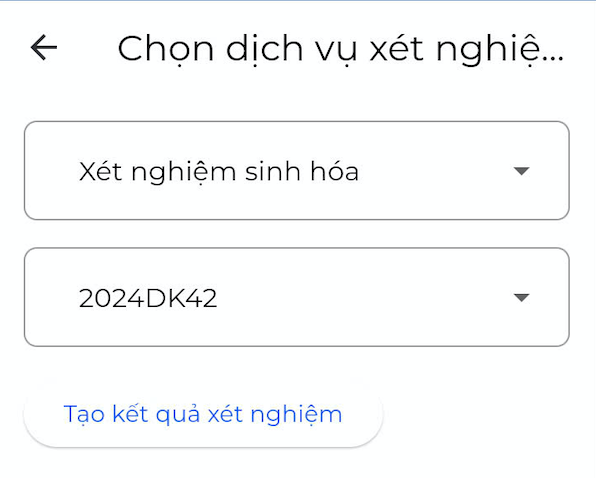 Chọn dịch vụ xét nghiệ...
Xét nghiệm sinh hóa
2024DK42
Tạo kết quả xét nghiệm